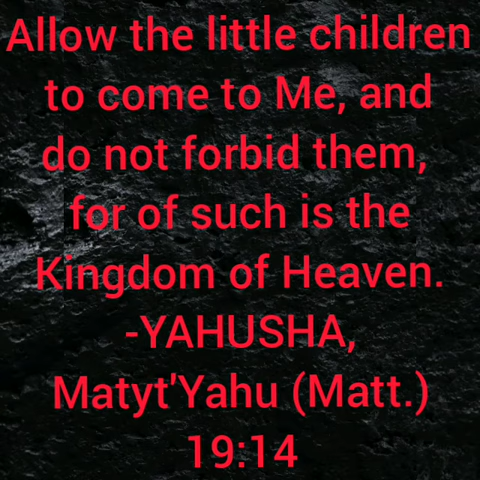 Allow the little children
to come to Me, and
do not forbid them,
for of such is the
Kingdom of Heaven.
-YAHUSHA,
Matyt'Yahu (Matt.)
19:14